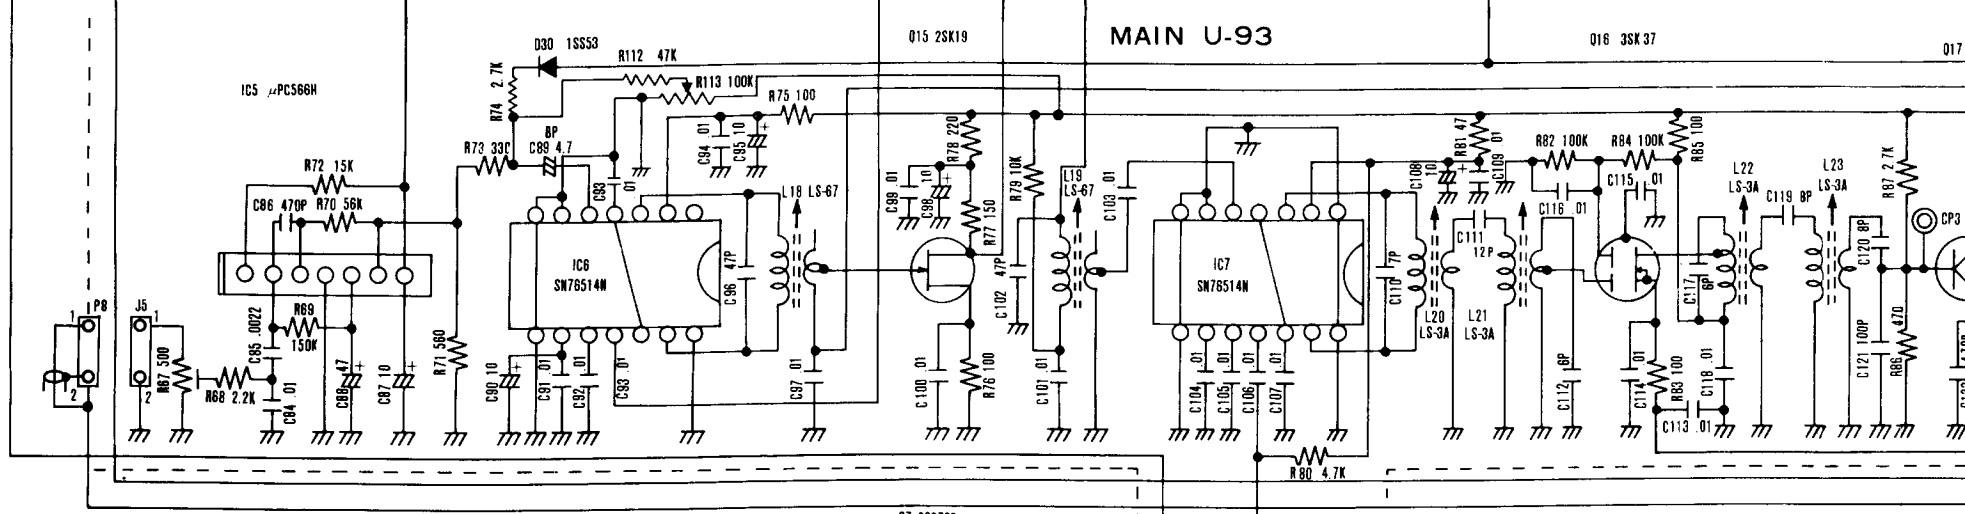 MAIN U-93
Q15 2SK19
Q16 3SK37
Q17
D30 1SS53
R112 47K
R113 100K
IC5 µPC566H
R74 2.7K
R75 100
BP
C89 4.7
R73 330
C94 .01
C95 10
+
R72 15K
C86 470P
R70 56K
C93 .01
L18 LS-67
C99 .01
C98 10
+
R78 220
R77 150
R79 10K
L19
LS-67
C103 .01
C108
10
+
R81 47
C109 .01
R82 100K
R84 100K
R85 100
C115 .01
C116 .01
L22
LS-3A
L23
LS-3A
C119 8P
C120 8P
R87 2.7K
CP3
IC6
SN76514N
C96 47P
C102 47P
IC7
SN76514N
C110 7P
C111
12P
C117 6P
L20
LS-3A
L21
LS-3A
P8
1
2
J5
1
2
R67 500
R68 2.2K
C85 .0022
R69
150K
C84 .01
C88 .47
+
C87 10
+
R71 560
C90 10
+
C91 .01
C92 .01
C93 .01
C97 .01
C100 .01
R76 100
C101 .01
C104 .01
C105 .01
C106 .01
C107 .01
R80 4.7K
C112 6P
C114 .01
R83 100
C118 .01
C113 .01
C121 100P
R86 470